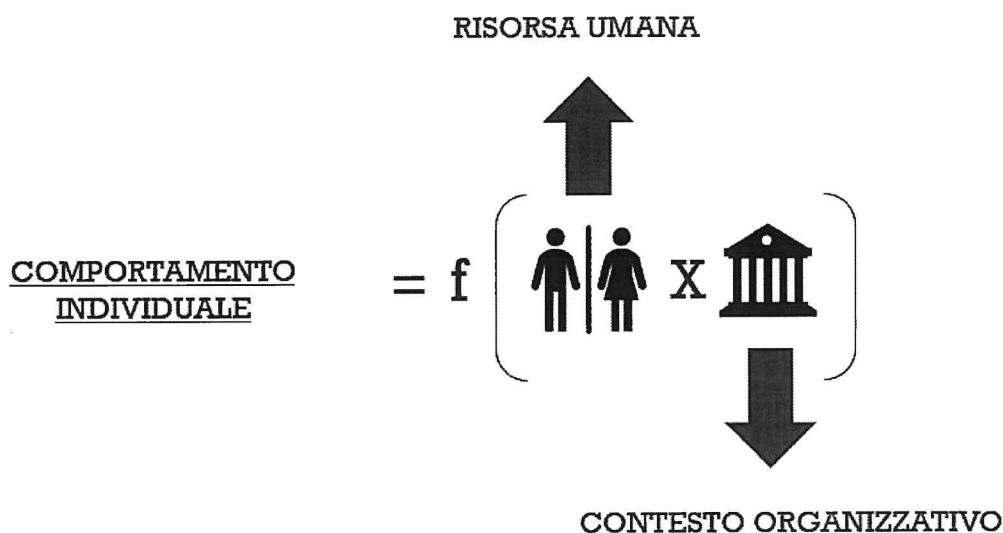 RISORSA UMANA
COMPORTAMENTO
INDIVIDUALE
= f ( X )
CONTESTO ORGANIZZATIVO